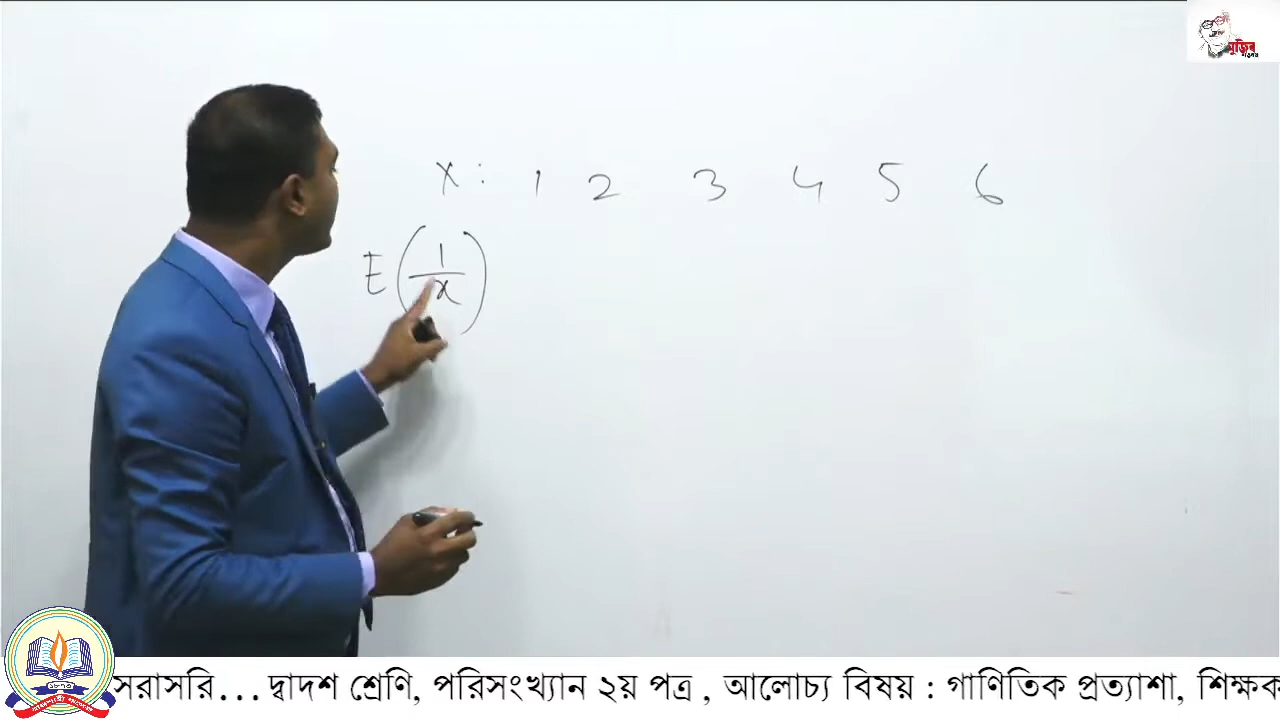 মুজিব
x : 1 2 3 4 5 6
E(1/x)
সরাসরি... দ্বাদশ শ্রেণি, পরিসংখ্যান ২য় পত্র , আলোচ্য বিষয় : গাণিতিক প্রত্যাশা, শিক্ষক